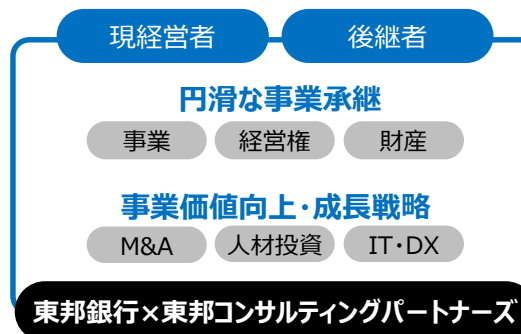 現経営者 後継者
円滑な事業承継
事業 経営権 財産
事業価値向上・成長戦略
M&A 人材投資 IT・DX
東邦銀行×東邦コンサルティングパートナーズ